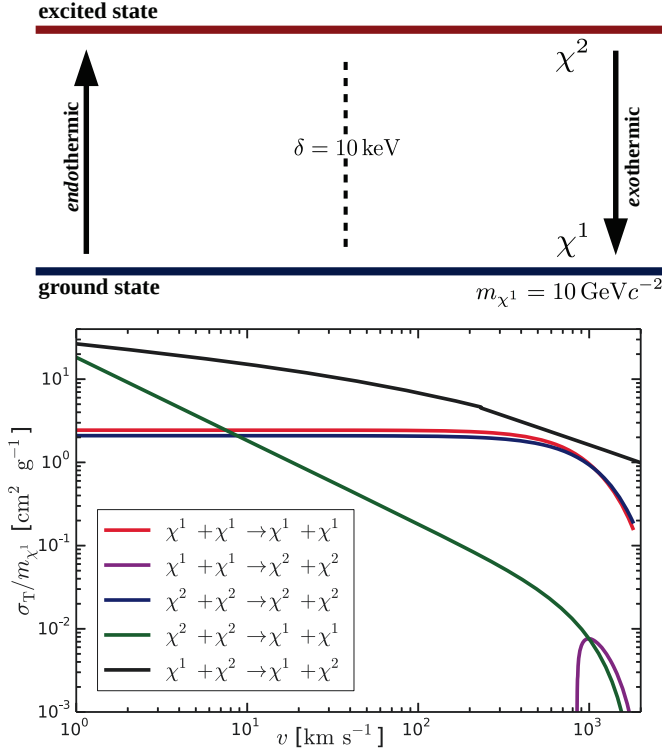 excited state
χ²
endothermic
δ = 10 keV
exothermic
χ¹
ground state
m_χ¹ = 10 GeVc⁻²
10¹
10⁰
10⁻¹
10⁻²
10⁻³
σ_T/m_χ¹ [cm² g⁻¹]
χ¹ + χ¹ → χ¹ + χ¹
χ¹ + χ¹ → χ² + χ²
χ² + χ² → χ² + χ²
χ² + χ² → χ¹ + χ¹
χ¹ + χ² → χ¹ + χ²
10⁰ 10¹ 10² 10³
v [km s⁻¹]